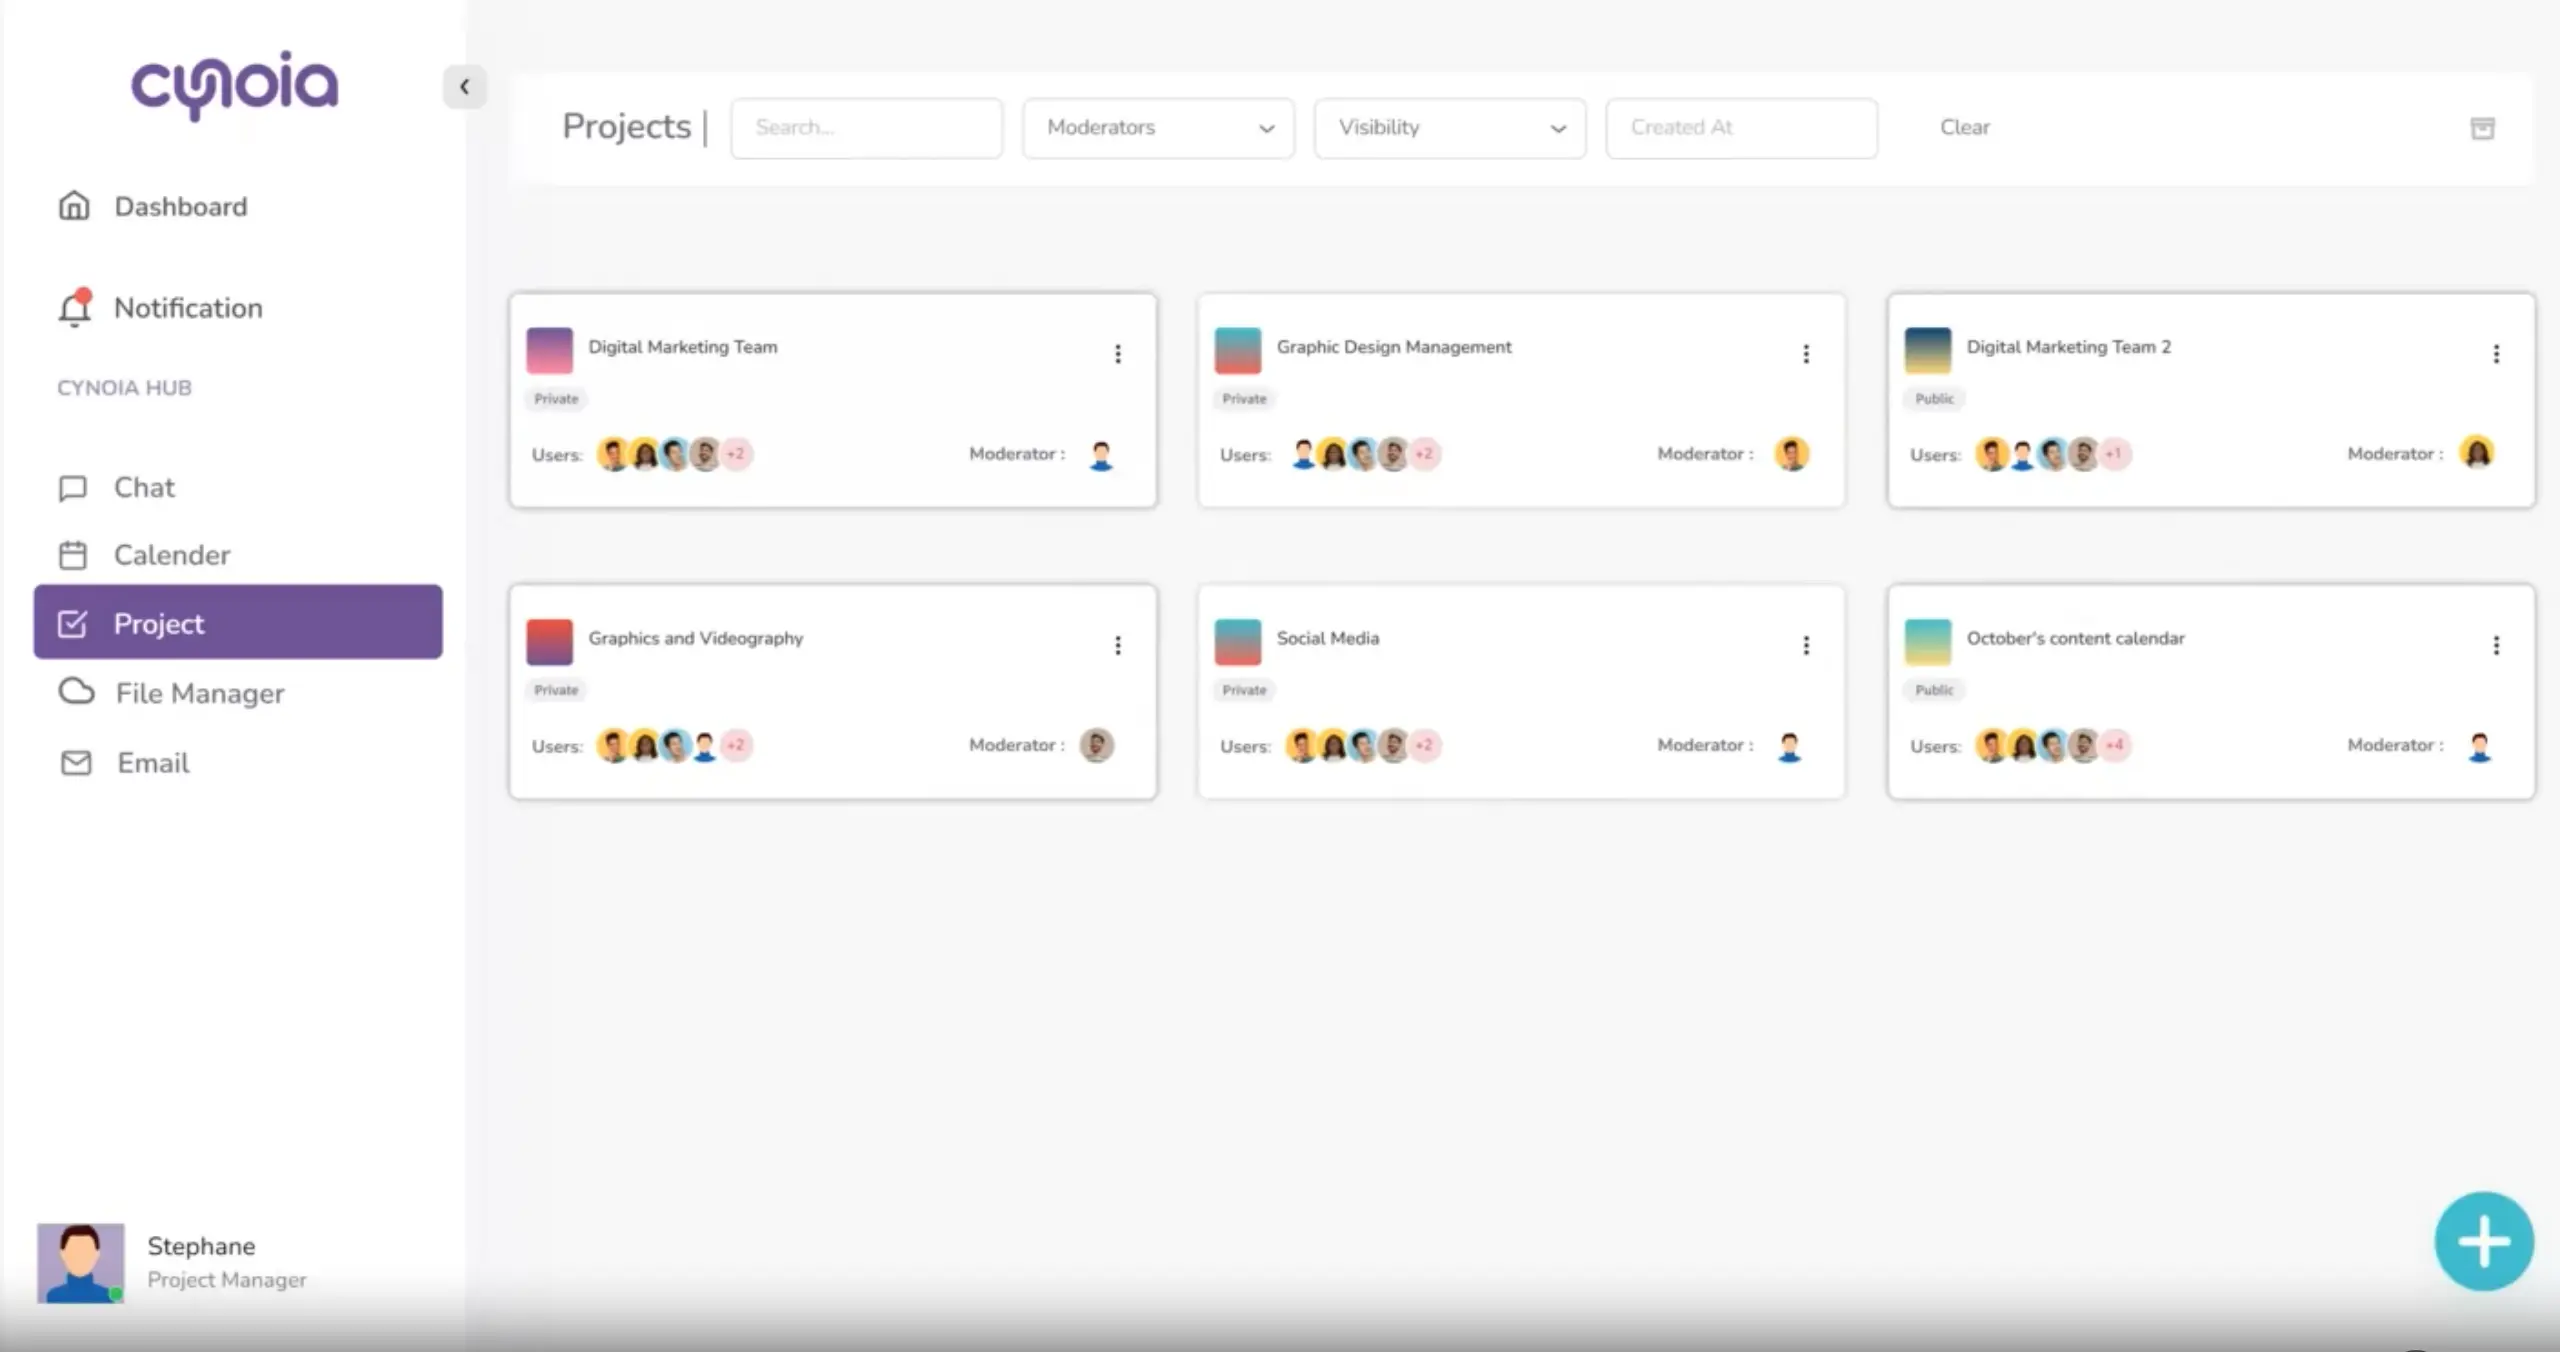 cynoia
Dashboard
Notification
CYNOIA HUB
Chat
Calender
Project
File Manager
Email
Stephane
Project Manager
Projects | Search... Moderators Visibility Created At Clear
Digital Marketing Team
Private
Users: +2 Moderator :
Graphic Design Management
Private
Users: +2 Moderator :
Digital Marketing Team 2
Public
Users: +1 Moderator :
Graphics and Videography
Private
Users: +2 Moderator :
Social Media
Private
Users: +2 Moderator :
October's content calendar
Public
Users: +4 Moderator :